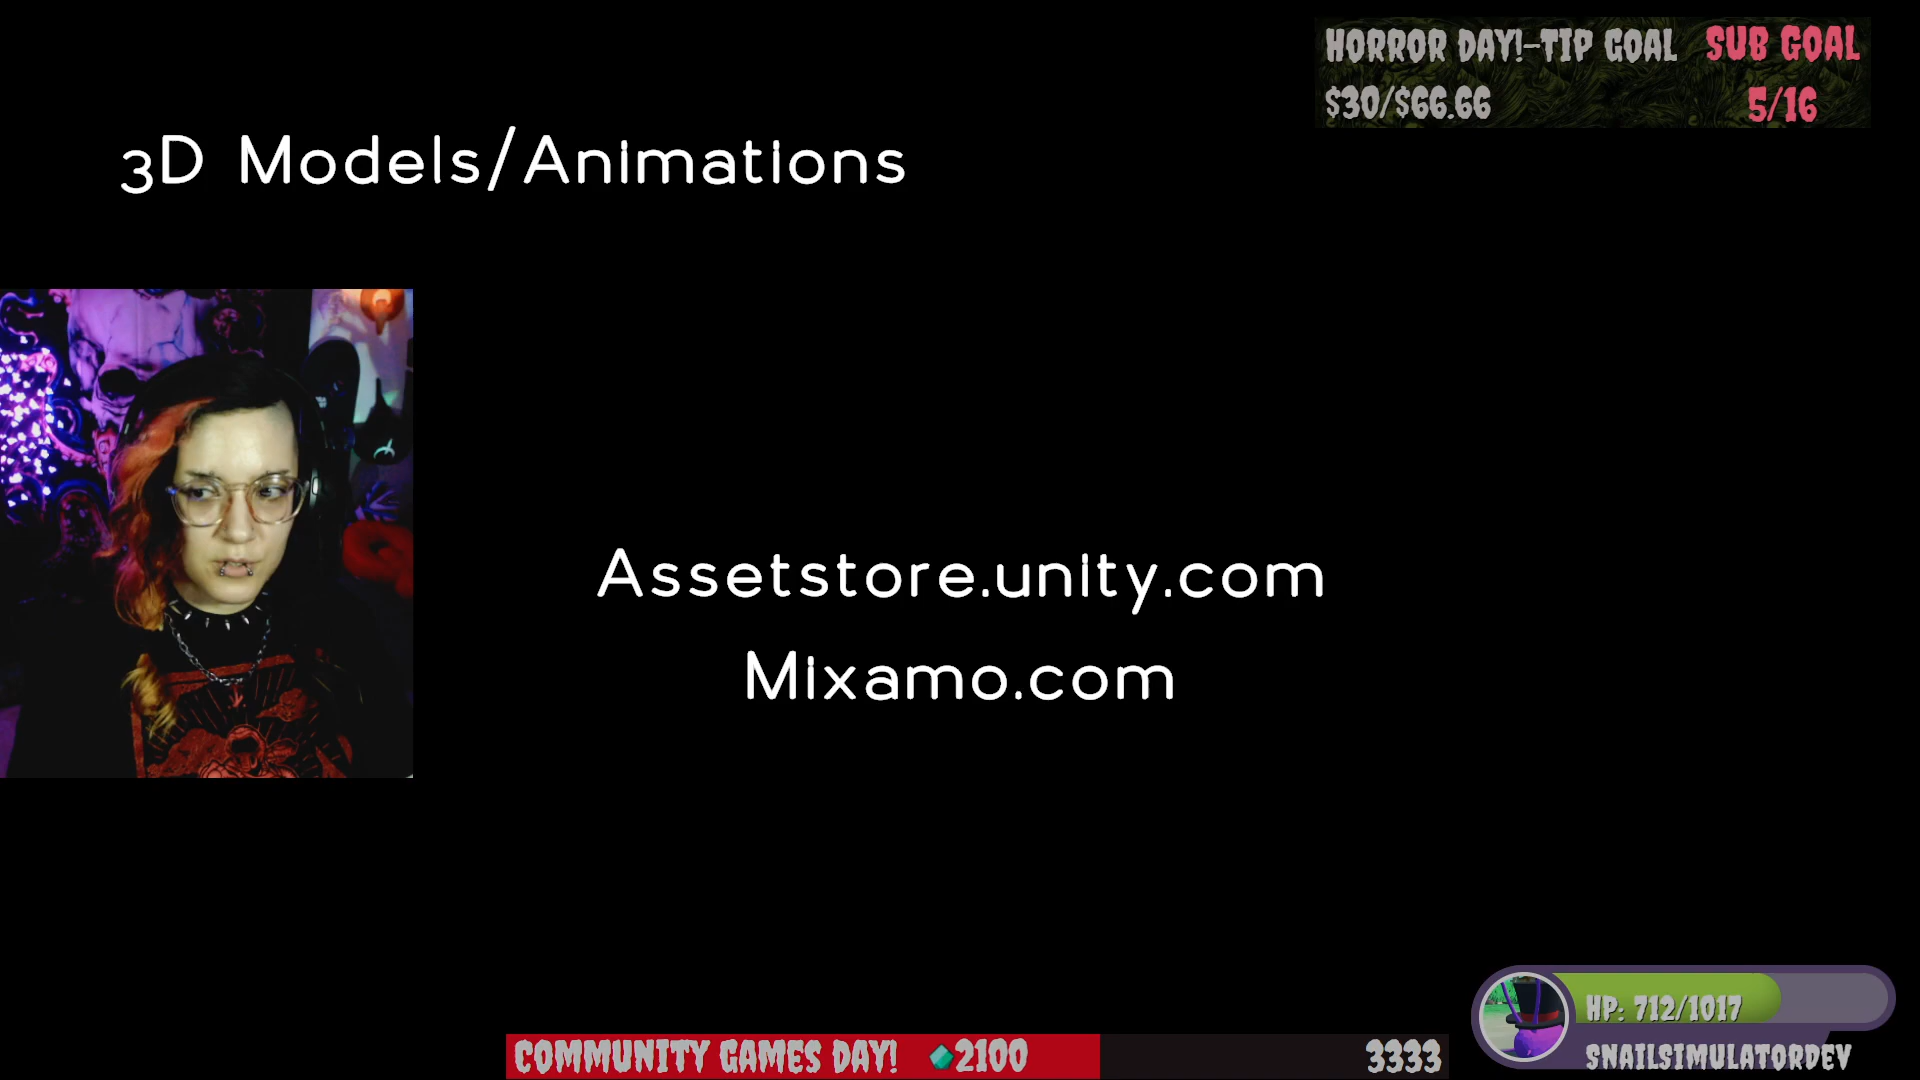 HORROR DAY!-TIP GOAL SUB GOAL
$30/$66.66 5/16
3D Models/Animations
Assetstore.unity.com
Mixamo.com
HP: 712/1017
SNAILSIMULATORDEV
COMMUNITY GAMES DAY! 2100 3333